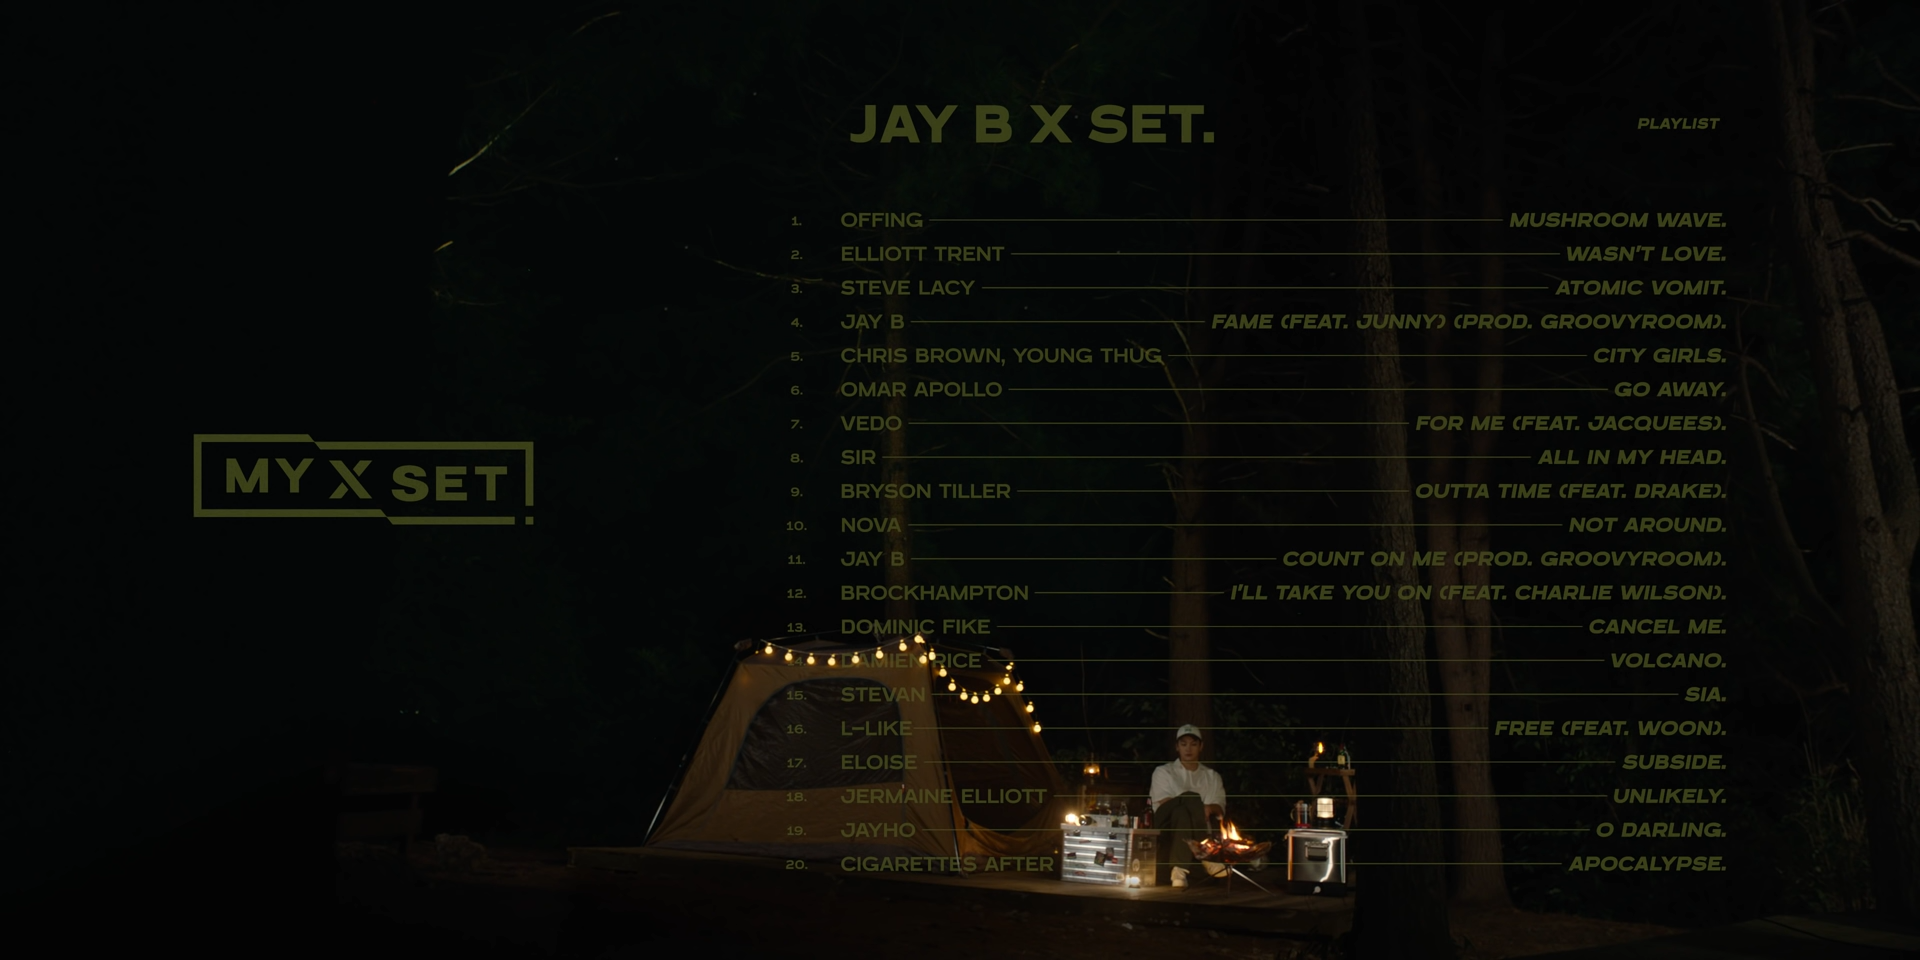 JAY B X SET.
PLAYLIST
1. OFFING MUSHROOM WAVE.
2. ELLIOTT TRENT WASN'T LOVE.
3. STEVE LACY ATOMIC VOMIT.
4. JAY B FAME (FEAT. JUNNY) (PROD. GROOVYROOM).
5. CHRIS BROWN, YOUNG THUG CITY GIRLS.
6. OMAR APOLLO GO AWAY.
7. VEDO FOR ME (FEAT. JACQUEES).
8. SIR ALL IN MY HEAD.
9. BRYSON TILLER OUTTA TIME (FEAT. DRAKE).
10. NOVA NOT AROUND.
11. JAY B COUNT ON ME (PROD. GROOVYROOM).
12. BROCKHAMPTON I'LL TAKE YOU ON (FEAT. CHARLIE WILSON).
13. DOMINIC FIKE CANCEL ME.
14. DAMIEN RICE VOLCANO.
15. STEVAN SIA.
16. L-LIKE FREE (FEAT. WOON).
17. ELOISE SUBSIDE.
18. JERMAINE ELLIOTT UNLIKELY.
19. JAYHO O DARLING.
20. CIGARETTES AFTER APOCALYPSE.
MY X SET